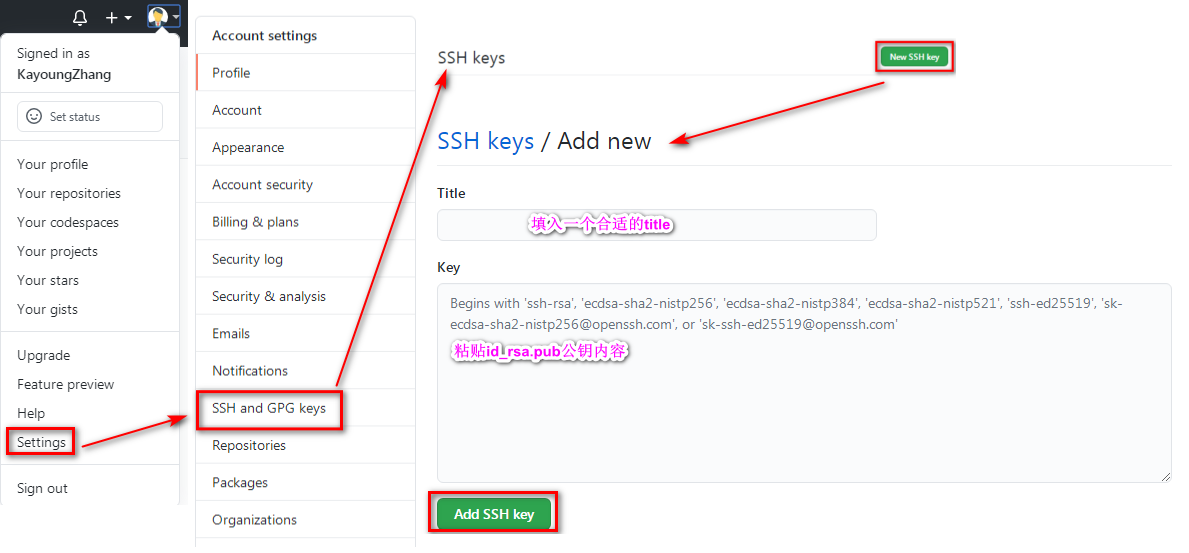 Signed in as
KayoungZhang
Set status
Your profile
Your repositories
Your codespaces
Your projects
Your stars
Your gists
Upgrade
Feature preview
Help
Settings
Sign out
Account settings
Profile
Account
Appearance
Account security
Billing & plans
Security log
Security & analysis
Emails
Notifications
SSH and GPG keys
Repositories
Packages
Organizations
SSH keys
New SSH key
SSH keys / Add new
Title
填入一个合适的title
Key
Begins with 'ssh-rsa', 'ecdsa-sha2-nistp256', 'ecdsa-sha2-nistp384', 'ecdsa-sha2-nistp521', 'ssh-ed25519', 'sk-
ecdsa-sha2-nistp256@openssh.com', or 'sk-ssh-ed25519@openssh.com'
粘贴id_rsa.pub公钥内容
Add SSH key